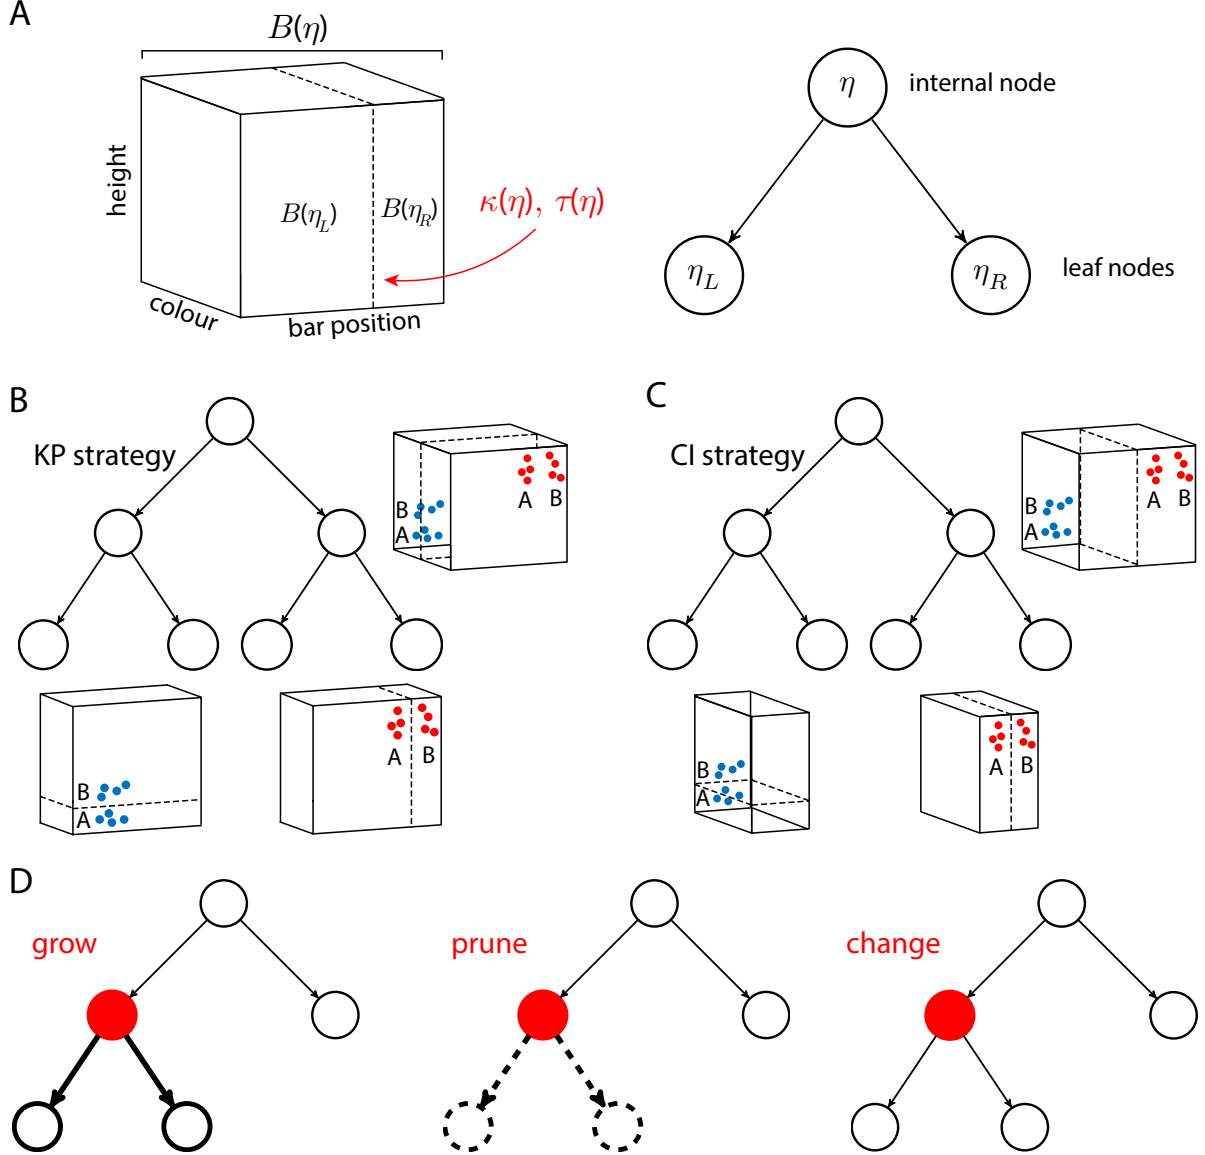 A
B(η)
η
internal node
height
B(η_L)
B(η_R)
κ(η), τ(η)
η_L
η_R
leaf nodes
colour
bar position
B
KP strategy
B
A
A
B
C
CI strategy
B
A
A
B
B
A
A
B
B
A
A
B
D
grow
prune
change